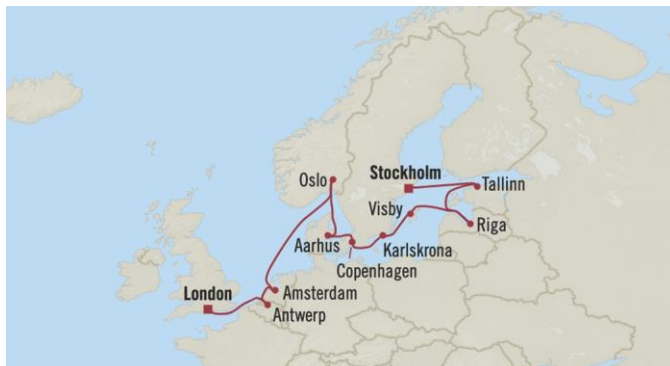 Oslo
Stockholm
Tallinn
Visby
Riga
Aarhus
Karlskrona
Copenhagen
London
Amsterdam
Antwerp